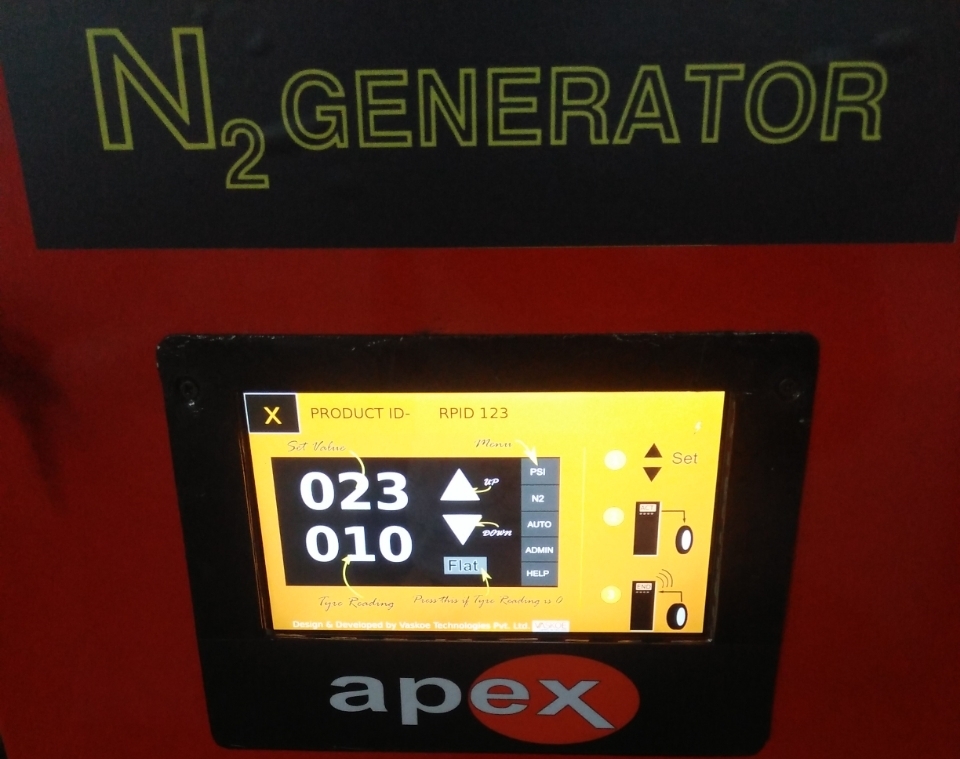 N2 GENERATOR
X PRODUCT ID- RPID 123
Set Value
Menu
Set
023
UP
PSI
N2
010
DOWN
AUTO
Flat
ADMIN
HELP
Tyre Reading
Press this if Tyre Reading is 0
Design & Developed by Vaskoe Technologies Pvt. Ltd.
apex